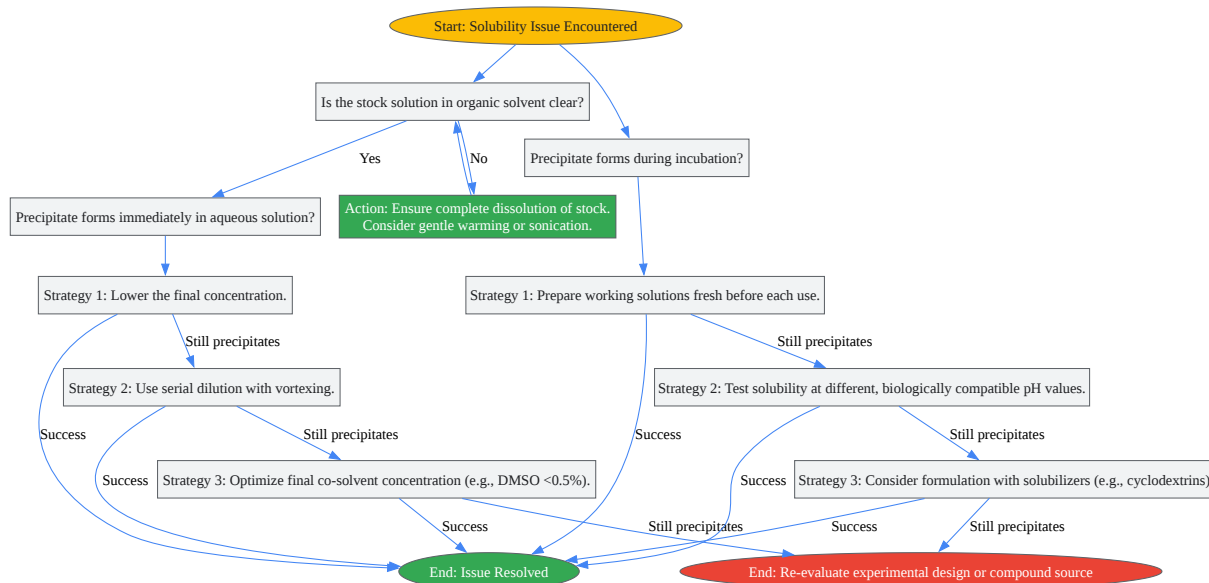 Start: Solubility Issue Encountered
Is the stock solution in organic solvent clear?
Yes
No
Precipitate forms during incubation?
Precipitate forms immediately in aqueous solution?
Action: Ensure complete dissolution of stock.
Consider gentle warming or sonication.
Strategy 1: Lower the final concentration.
Strategy 1: Prepare working solutions fresh before each use.
Still precipitates
Still precipitates
Strategy 2: Use serial dilution with vortexing.
Strategy 2: Test solubility at different, biologically compatible pH values.
Success
Still precipitates
Success
Still precipitates
Success
Strategy 3: Optimize final co-solvent concentration (e.g., DMSO <0.5%).
Success
Strategy 3: Consider formulation with solubilizers (e.g., cyclodextrins)
Success
Still precipitates
Success
Still precipitates
End: Issue Resolved
End: Re-evaluate experimental design or compound source